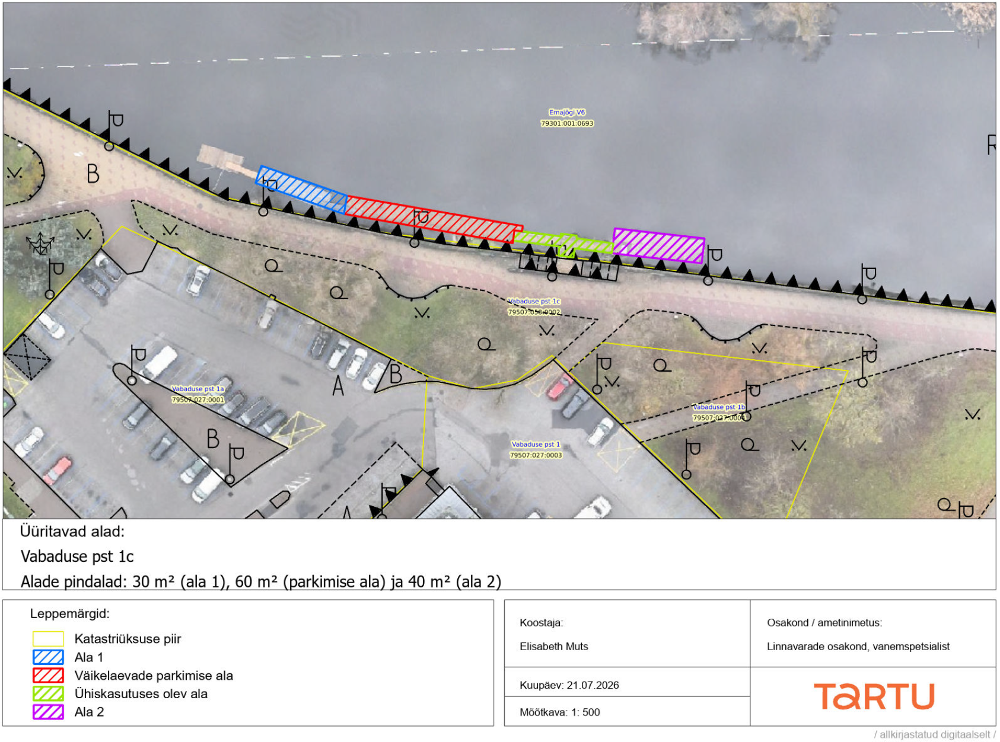 Emajõgi V6
79301:001:0693
R
B
Vabaduse pst 1c
79507:058:0002
A
B
Vabaduse pst 1a
79507:027:0001
Vabaduse pst 1b
B
Vabaduse pst 1
79507:027:0003
A
Üüritavad alad:
Vabaduse pst 1c
Alade pindalad: 30 m² (ala 1), 60 m² (parkimise ala) ja 40 m² (ala 2)
Leppemärgid:
Katastriüksuse piir
Ala 1
Väikelaevade parkimise ala
Ühiskasutuses olev ala
Ala 2
Koostaja:
Elisabeth Muts
Osakond / ametinimetus:
Linnavarade osakond, vanemspetsialist
Kuupäev: 21.07.2026
Mõõtkava: 1: 500
TARTU
/ allkirjastatud digitaalselt /